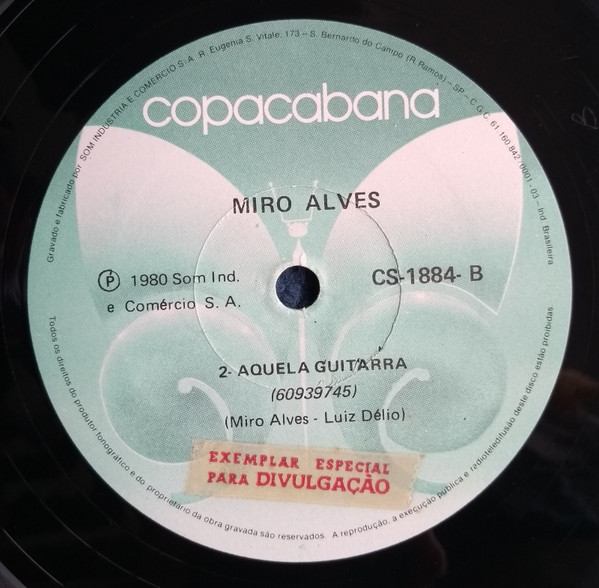 Gravado e fabricado por SOM INDUSTRIA E COMERCIO S. A. R. Eugenia S. Vitale, 173 – S. Bernardo do Campo (R. Ramos) – SP – C.G.C. 61.160.842/0001-03 – Ind. Brasileira
copacabana
MIRO ALVES
℗ 1980 Som Ind.
e Comércio S. A.
CS-1884- B
2- AQUELA GUITARRA
(60939745)
(Miro Alves - Luiz Délio)
EXEMPLAR ESPECIAL
PARA DIVULGAÇÃO
Todos os direitos do produtor fonográfico e do proprietário da obra gravada são reservados. A reprodução, a execução pública e radioteledifusão deste disco estão proibidas